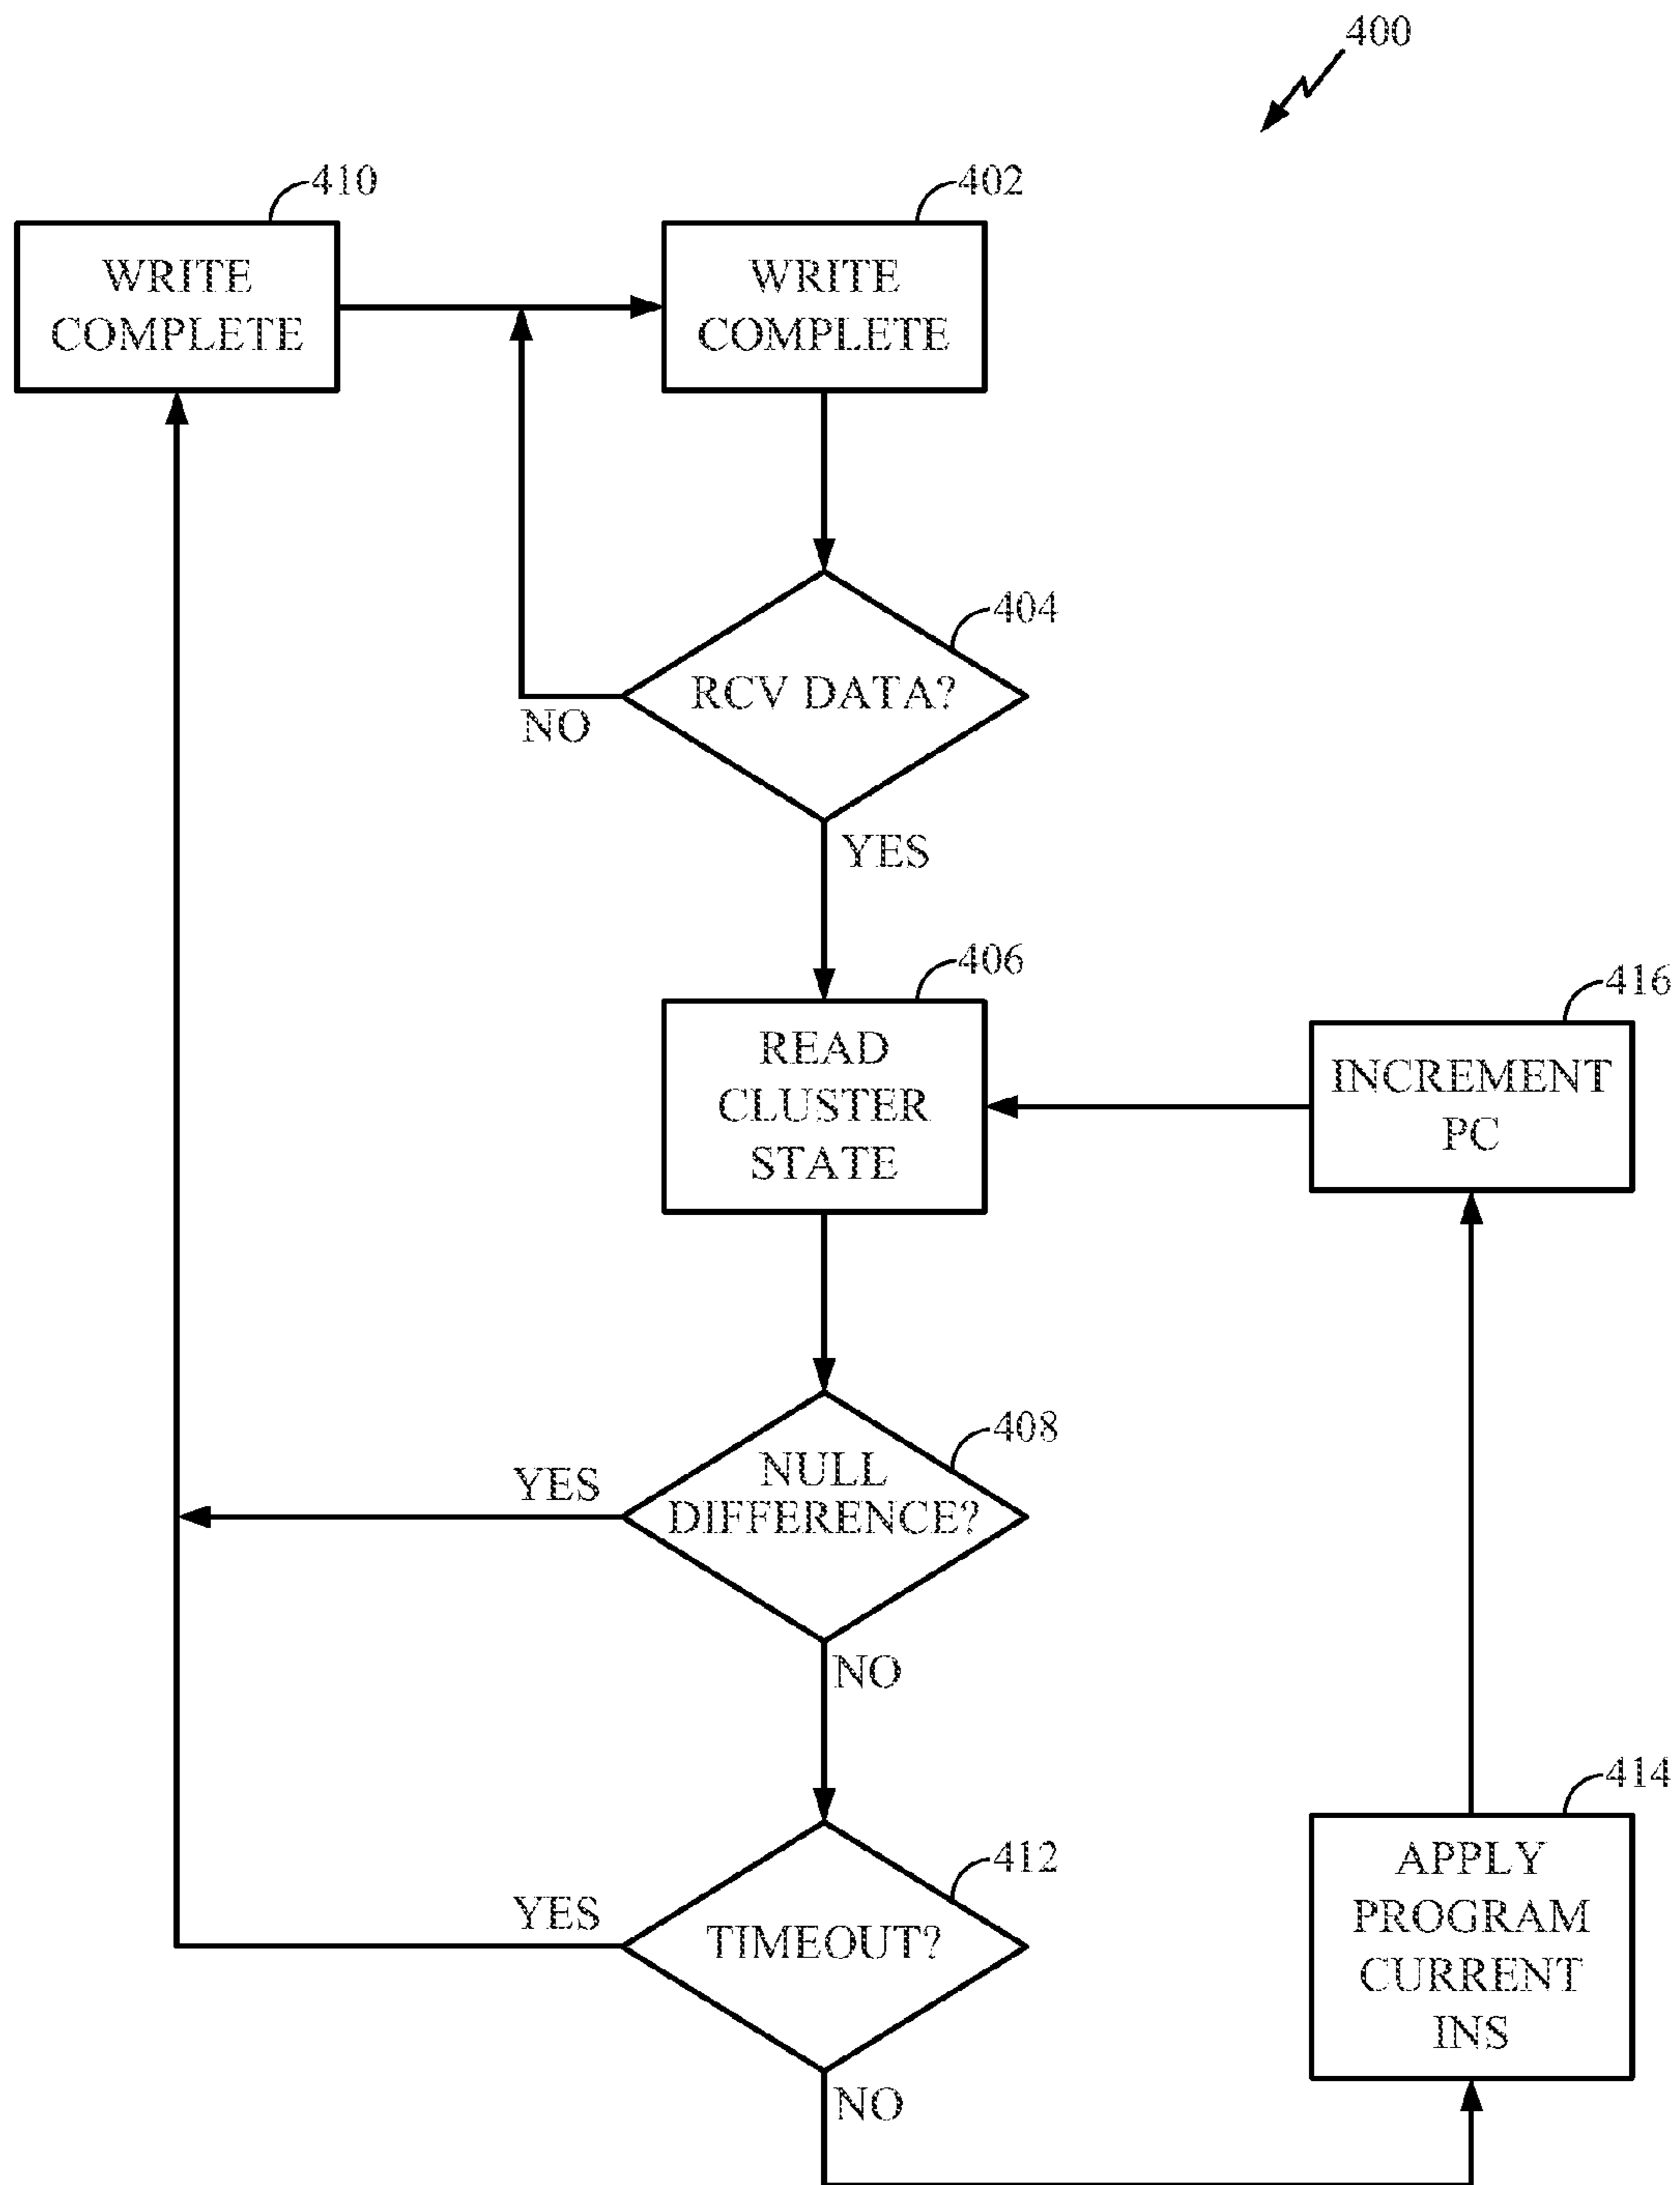 400
410
402
WRITE
COMPLETE
WRITE
COMPLETE
404
RCV DATA?
NO
YES
406
READ
CLUSTER
STATE
416
INCREMENT
PC
408
NULL
DIFFERENCE?
YES
NO
412
TIMEOUT?
YES
NO
414
APPLY
PROGRAM
CURRENT
INS